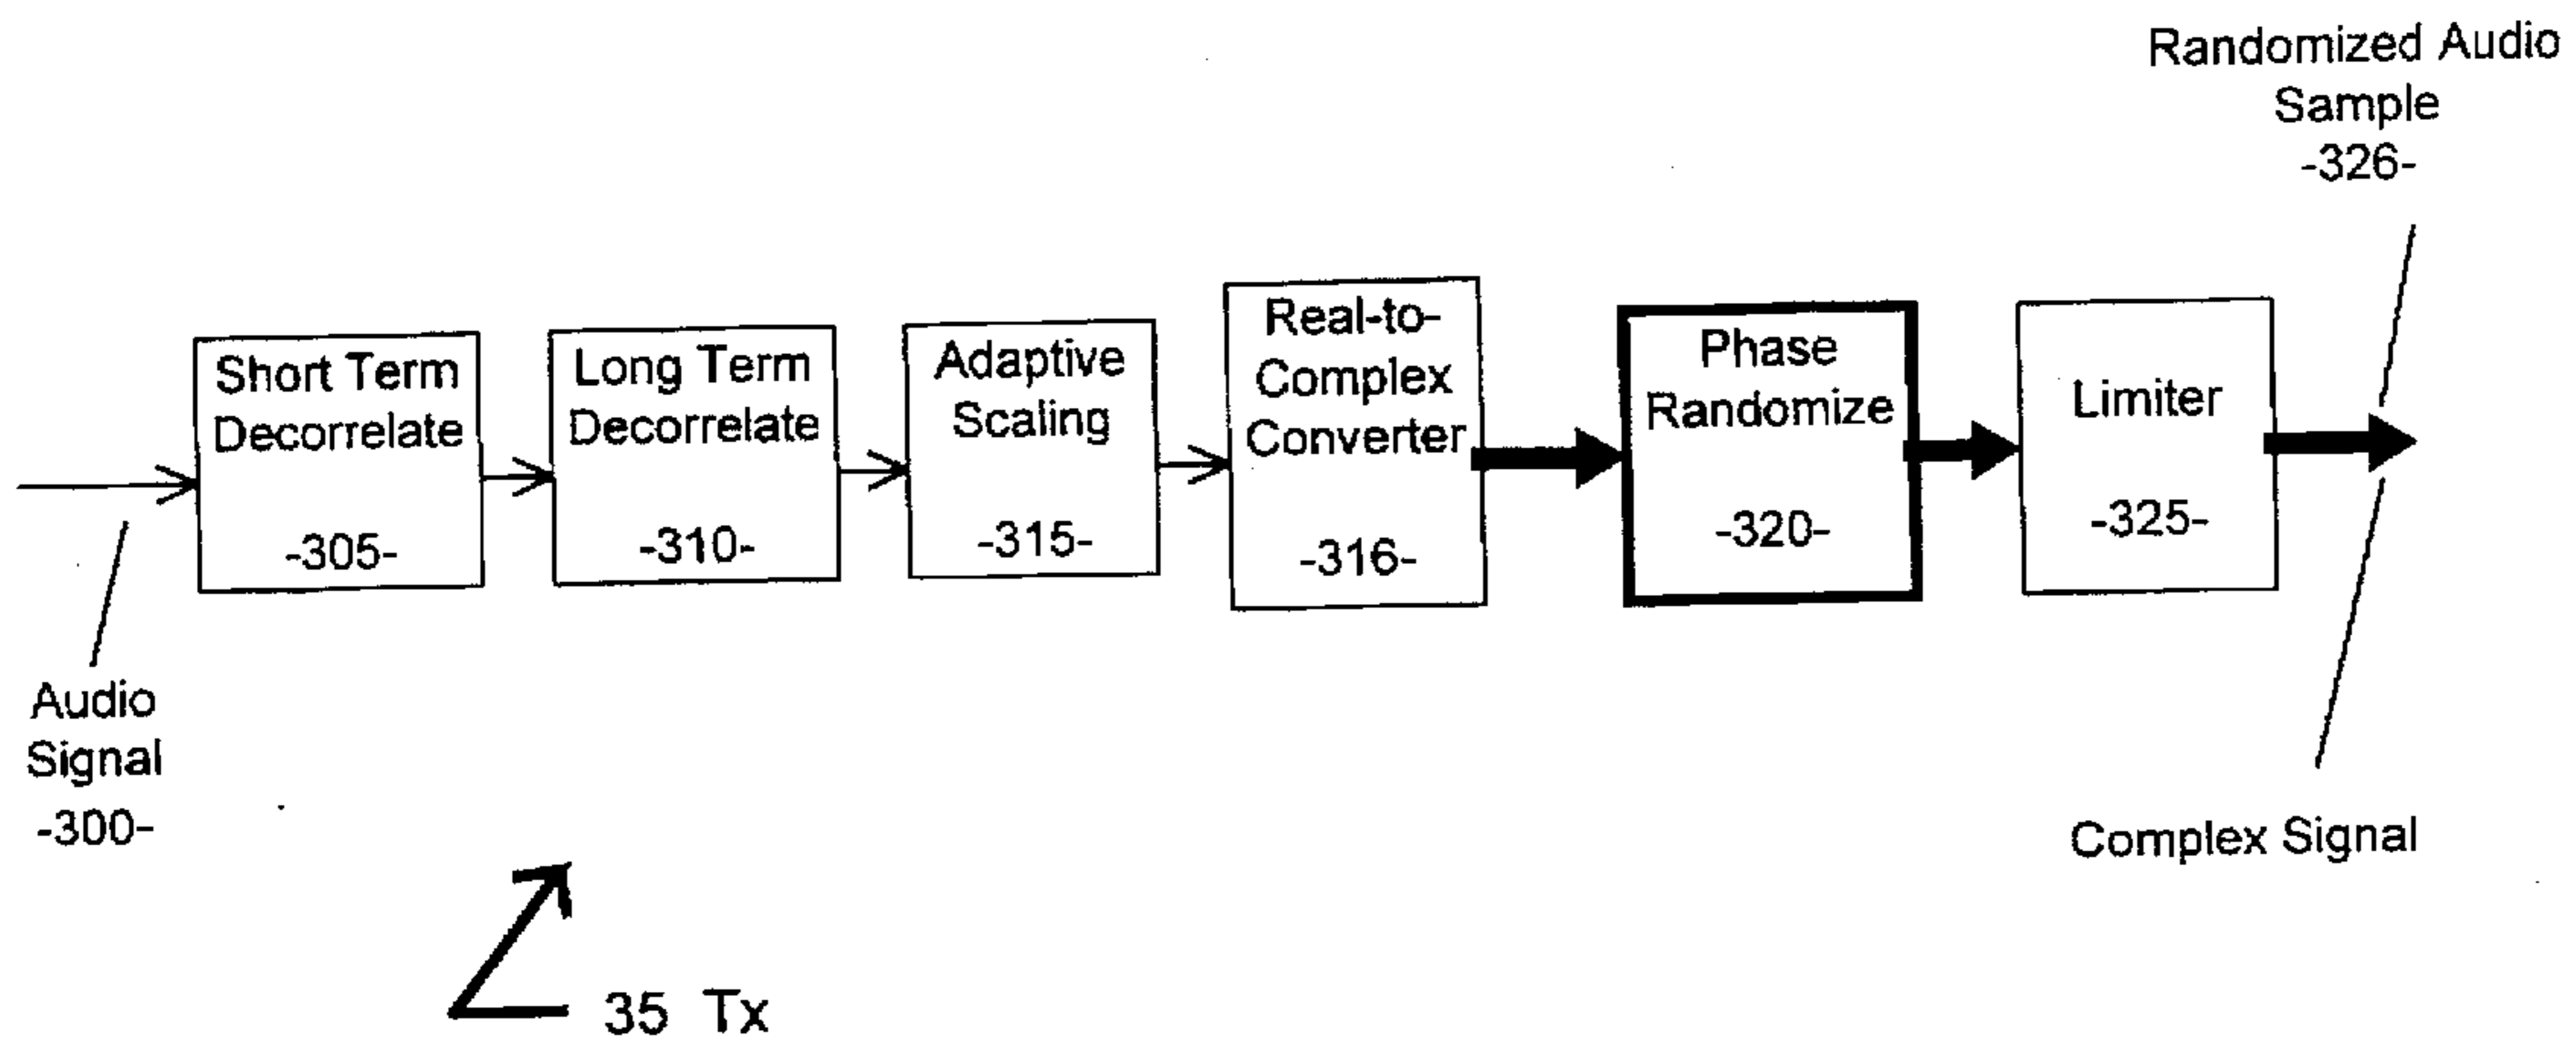 Randomized Audio
Sample
-326-
Short Term
Decorrelate
-305-
Long Term
Decorrelate
-310-
Adaptive
Scaling
-315-
Real-to-
Complex
Converter
-316-
Phase
Randomize
-320-
Limiter
-325-
Audio
Signal
-300-
Complex Signal
35 Tx